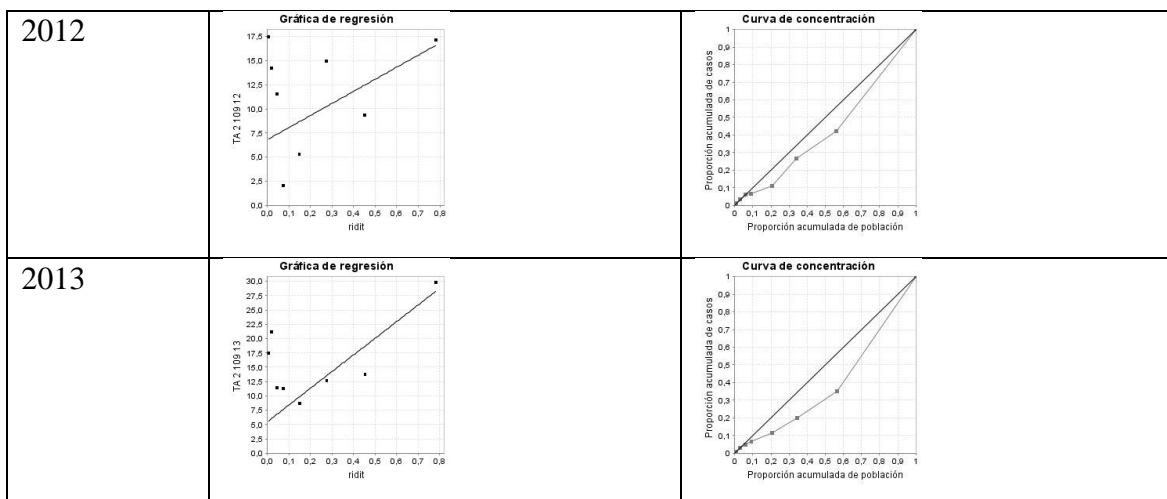 2012
Gráfica de regresión
17,5
15,0
12,5
10,0
7,5
5,0
2,5
0,0
TA 2 109 12
0,0 0,1 0,2 0,3 0,4 0,5 0,6 0,7 0,8
ridit
Curva de concentración
1
0,9
0,8
0,7
0,6
0,5
0,4
0,3
0,2
0,1
0
Proporción acumulada de casos
0 0,1 0,2 0,3 0,4 0,5 0,6 0,7 0,8 0,9 1
Proporción acumulada de población
2013
Gráfica de regresión
30,0
27,5
25,0
22,5
20,0
17,5
15,0
12,5
10,0
7,5
5,0
2,5
0,0
TA 2 109 13
0,0 0,1 0,2 0,3 0,4 0,5 0,6 0,7 0,8
ridit
Curva de concentración
1
0,9
0,8
0,7
0,6
0,5
0,4
0,3
0,2
0,1
0
Proporción acumulada de casos
0 0,1 0,2 0,3 0,4 0,5 0,6 0,7 0,8 0,9 1
Proporción acumulada de población